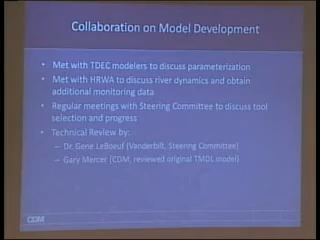 Collaboration on Model Development
• Met with TDEC modelers to discuss parameterization
• Met with HRWA to discuss river dynamics and obtain
additional monitoring data
• Regular meetings with Steering Committee to discuss tool
selection and progress
• Technical Review by:
– Dr. Gene LeBoeuf (Vanderbilt, Steering Committee)
– Gary Mercer (CDM, reviewed original TMDL model)
CDM